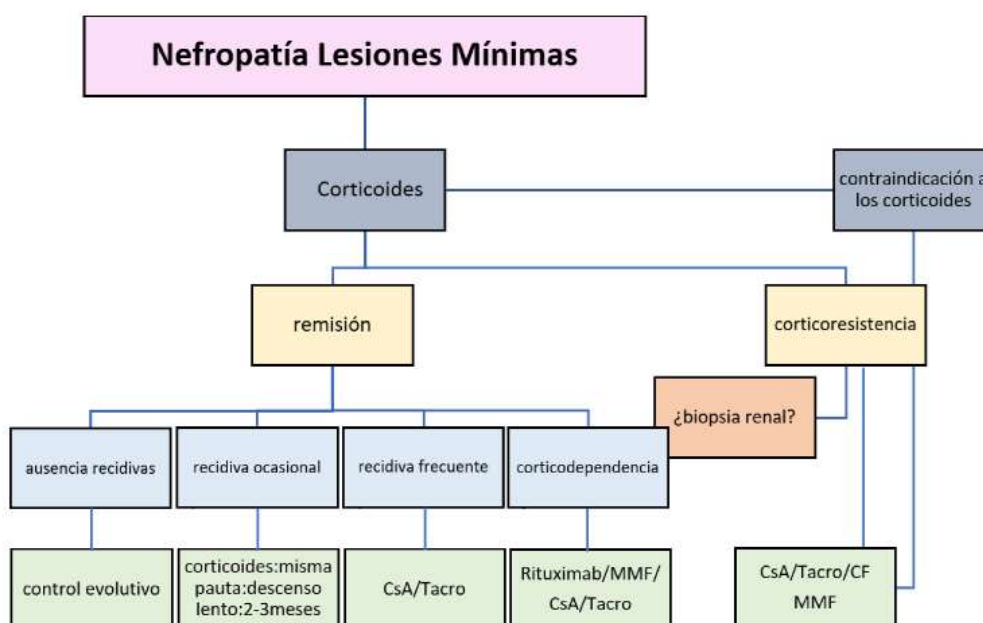 Nefropatía Lesiones Mínimas
Corticoides
contraindicación a
los corticoides
remisión
corticoresistencia
¿biopsia renal?
ausencia recidivas
recidiva ocasional
recidiva frecuente
corticodependencia
control evolutivo
corticoides:misma
pauta:descenso
lento:2-3meses
CsA/Tacro
Rituximab/MMF/
CsA/Tacro
CsA/Tacro/CF
MMF